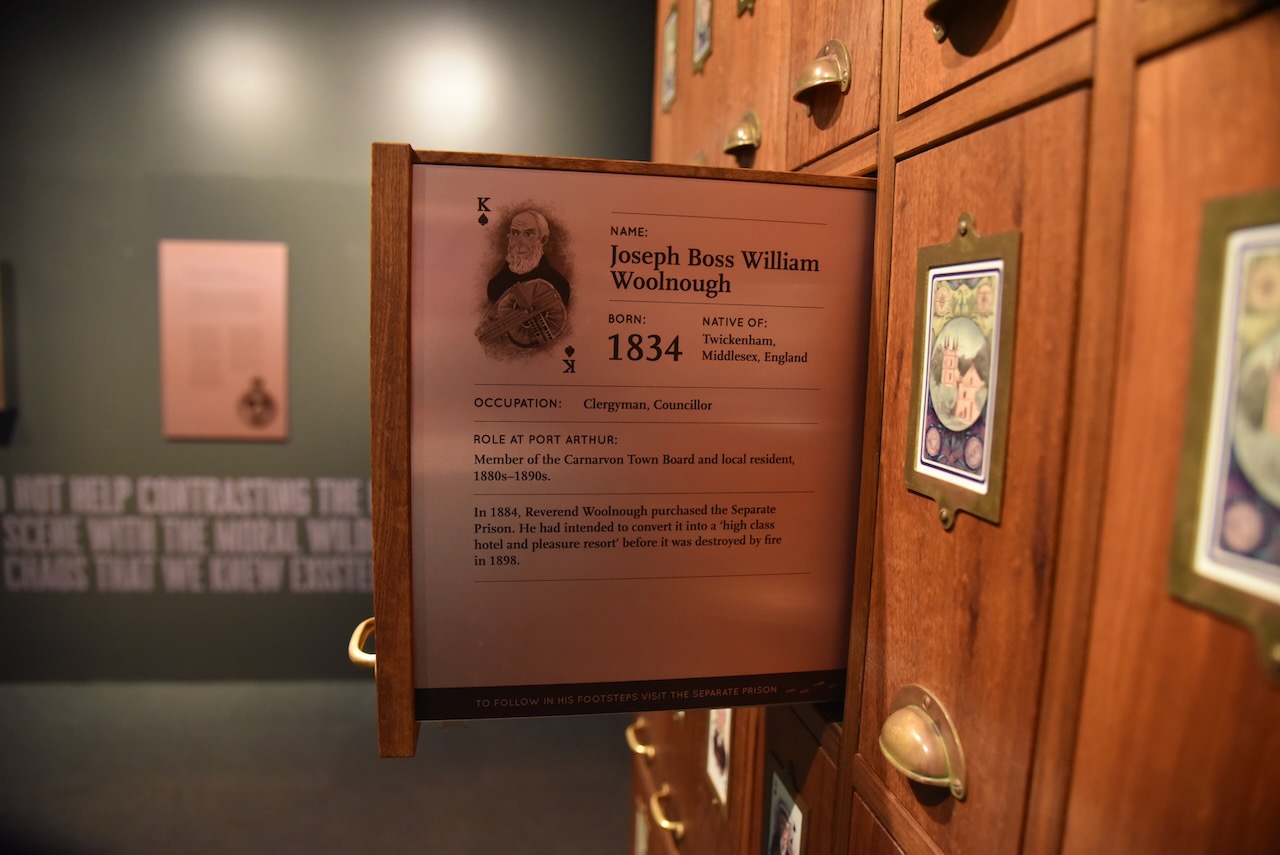 K
NAME:
Joseph Boss William
Woolnough
BORN:
1834
NATIVE OF:
Twickenham,
Middlesex, England
OCCUPATION: Clergyman, Councillor
ROLE AT PORT ARTHUR:
Member of the Carnarvon Town Board and local resident,
1880s–1890s.
In 1884, Reverend Woolnough purchased the Separate
Prison. He had intended to convert it into a ‘high class
hotel and pleasure resort’ before it was destroyed by fire
in 1898.
TO FOLLOW IN HIS FOOTSTEPS VISIT THE SEPARATE PRISON
K
NOT HELP CONTRASTING THE
SCENE WITH THE MORAL
CHAOS THAT WE KNEW